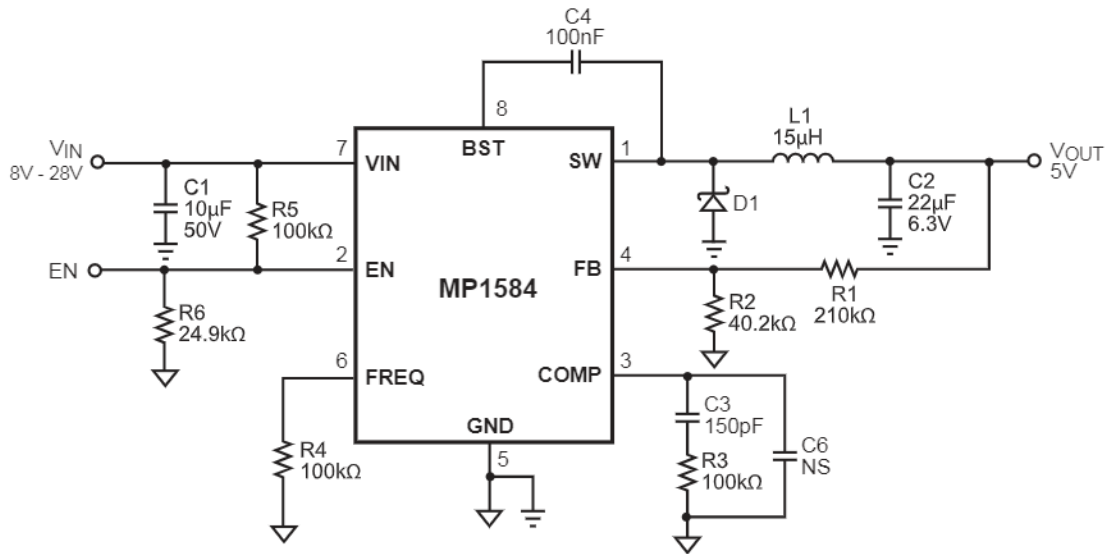 C4
100nF
8
VIN
8V - 28V
7
VIN
BST
SW
1
L1
15µH
VOUT
5V
C1
10µF
50V
R5
100kΩ
D1
C2
22µF
6.3V
EN
2
EN
MP1584
FB
4
R1
210kΩ
R2
40.2kΩ
R6
24.9kΩ
6
FREQ
COMP
3
GND
5
R4
100kΩ
C3
150pF
R3
100kΩ
C6
NS